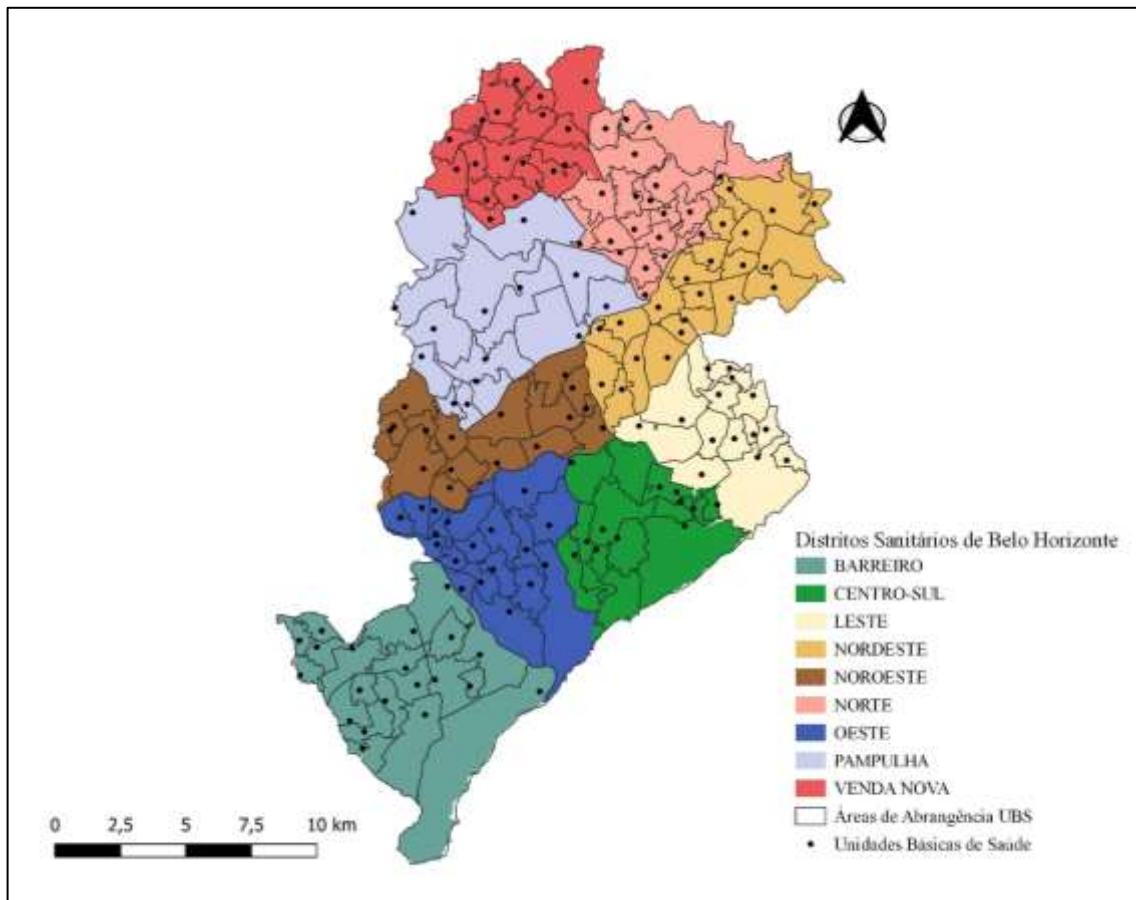 Distritos Sanitários de Belo Horizonte
BARREIRO
CENTRO-SUL
LESTE
NORDESTE
NOROESTE
NORTE
OESTE
PAMPULHA
VENDA NOVA
Áreas de Abrangência UBS
Unidades Básicas de Saúde
0 2,5 5 7,5 10 km